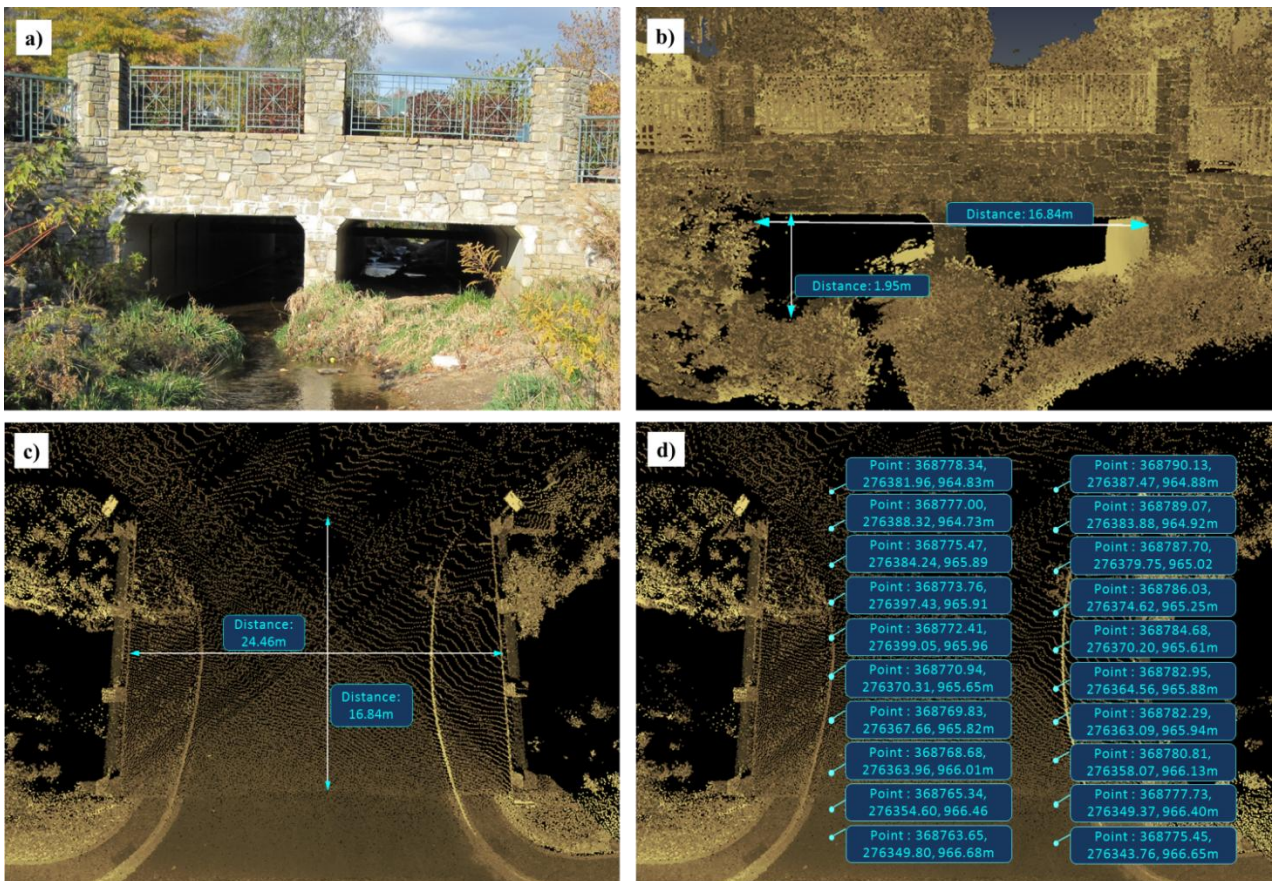 a)
b)
Distance: 16.84m
Distance: 1.95m
c)
Distance:
24.46m
Distance:
16.84m
d)
Point : 368778.34,
276381.96, 964.83m
Point : 368777.00,
276388.32, 964.73m
Point : 368775.47,
276384.24, 965.89
Point : 368773.76,
276397.43, 965.91
Point : 368772.41,
276399.05, 965.96
Point : 368770.94,
276370.31, 965.65m
Point : 368769.83,
276367.66, 965.82m
Point : 368768.68,
276363.96, 966.01m
Point : 368765.34,
276354.60, 966.46
Point : 368763.65,
276349.80, 966.68m
Point : 368790.13,
276387.47, 964.88m
Point : 368789.07,
276383.88, 964.92m
Point : 368787.70,
276379.75, 965.02
Point : 368786.03,
276374.62, 965.25m
Point : 368784.68,
276370.20, 965.61m
Point : 368782.95,
276364.56, 965.88m
Point : 368782.29,
276363.09, 965.94m
Point : 368780.81,
276358.07, 966.13m
Point : 368777.73,
276349.37, 966.40m
Point : 368775.45,
276343.76, 966.65m